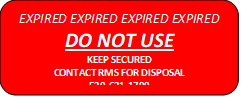 EXPIRED EXPIRED EXPIRED EXPIRED
DO NOT USE
KEEP SECURED
CONTACT RMS FOR DISPOSAL